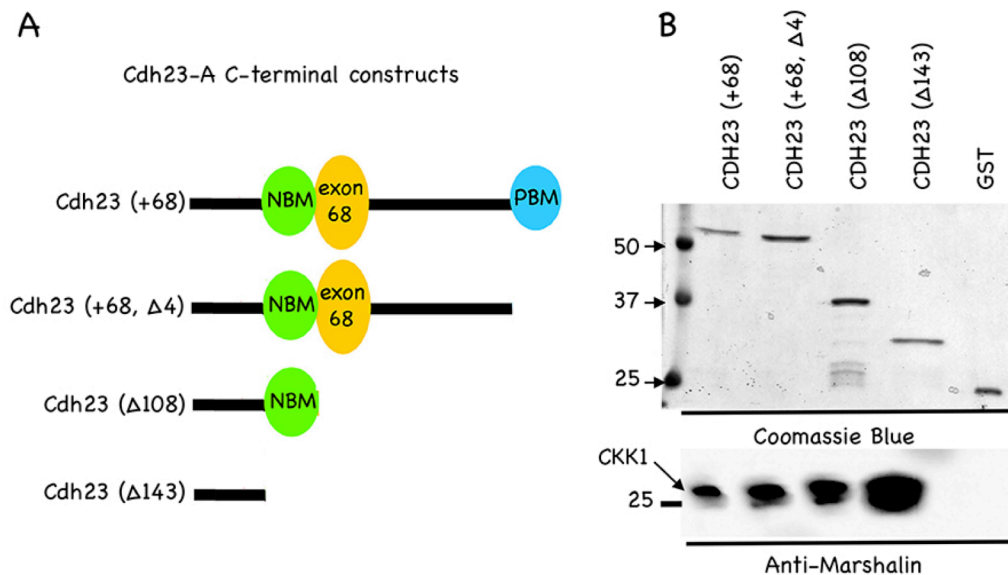 A
Cdh23-A C-terminal constructs
Cdh23 (+68)
NBM
exon
68
PBM
Cdh23 (+68, Δ4)
NBM
exon
68
Cdh23 (Δ108)
NBM
Cdh23 (Δ143)
B
CDH23 (+68)
CDH23 (+68, Δ4)
CDH23 (Δ108)
CDH23 (Δ143)
GST
50
37
25
Coomassie Blue
CKK1
25
Anti-Marshalin